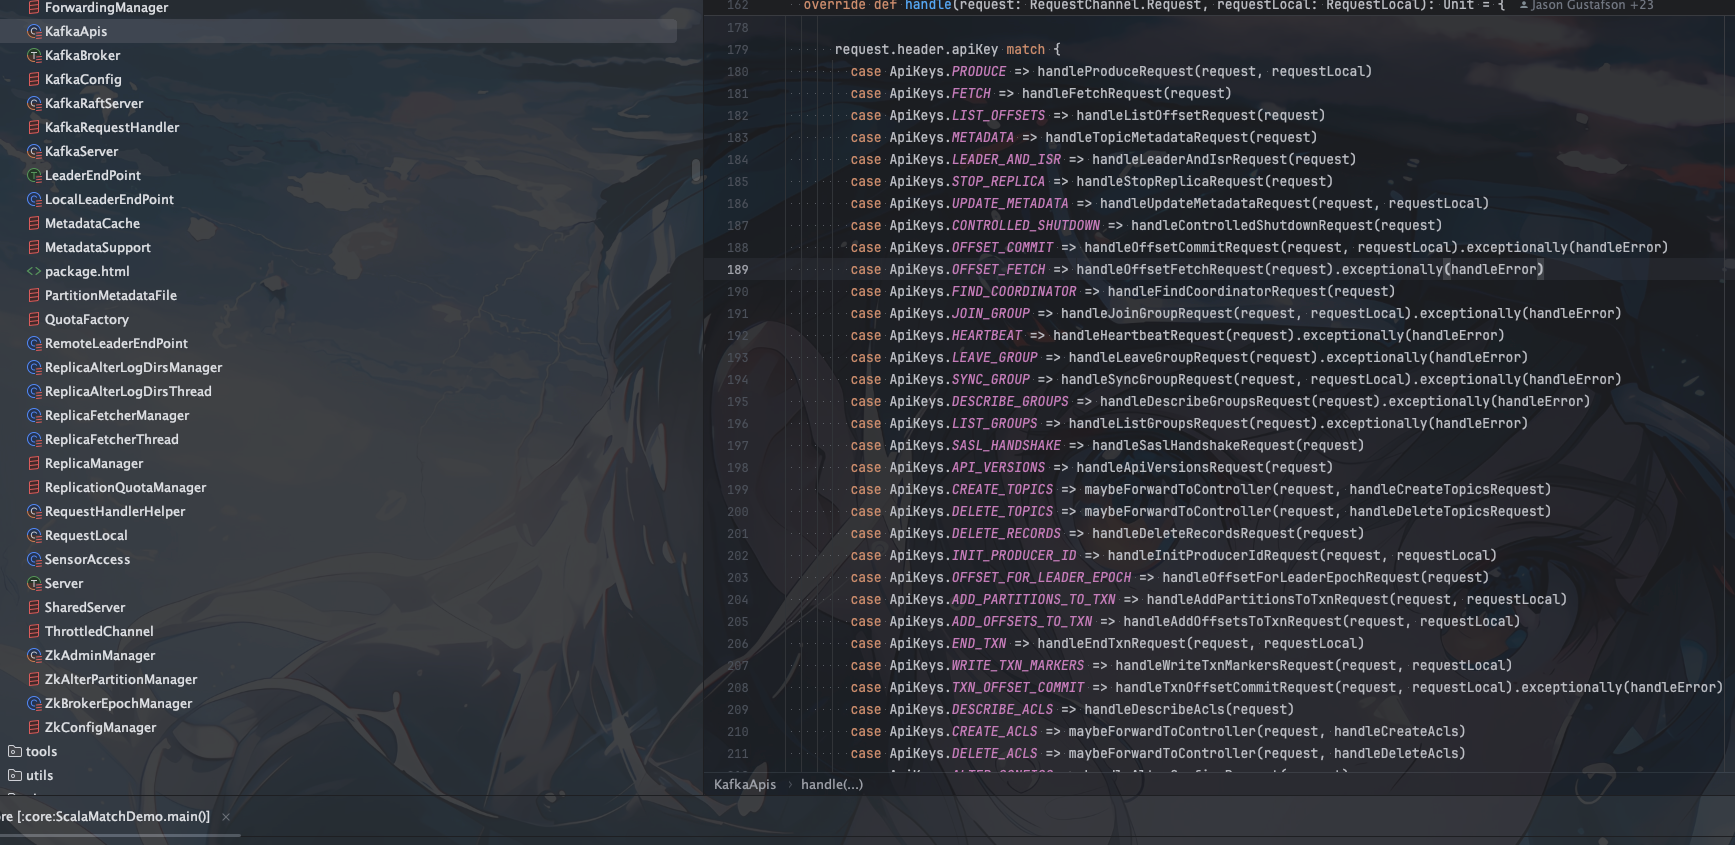 ForwardingManager
KafkaApis
KafkaBroker
KafkaConfig
KafkaRaftServer
KafkaRequestHandler
KafkaServer
LeaderEndPoint
LocalLeaderEndPoint
MetadataCache
MetadataSupport
package.html
PartitionMetadataFile
QuotaFactory
RemoteLeaderEndPoint
ReplicaAlterLogDirsManager
ReplicaAlterLogDirsThread
ReplicaFetcherManager
ReplicaFetcherThread
ReplicaManager
ReplicationQuotaManager
RequestHandlerHelper
RequestLocal
SensorAccess
Server
SharedServer
ThrottledChannel
ZkAdminManager
ZkAlterPartitionManager
ZkBrokerEpochManager
ZkConfigManager
tools
utils
162 override def handle(request: RequestChannel.Request, requestLocal: RequestLocal): Unit = { Jason Gustafson +23
178
179 request.header.apiKey match {
180 case ApiKeys.PRODUCE => handleProduceRequest(request, requestLocal)
181 case ApiKeys.FETCH => handleFetchRequest(request)
182 case ApiKeys.LIST_OFFSETS => handleListOffsetRequest(request)
183 case ApiKeys.METADATA => handleTopicMetadataRequest(request)
184 case ApiKeys.LEADER_AND_ISR => handleLeaderAndIsrRequest(request)
185 case ApiKeys.STOP_REPLICA => handleStopReplicaRequest(request)
186 case ApiKeys.UPDATE_METADATA => handleUpdateMetadataRequest(request, requestLocal)
187 case ApiKeys.CONTROLLED_SHUTDOWN => handleControlledShutdownRequest(request)
188 case ApiKeys.OFFSET_COMMIT => handleOffsetCommitRequest(request, requestLocal).exceptionally(handleError)
189 case ApiKeys.OFFSET_FETCH => handleOffsetFetchRequest(request).exceptionally(handleError)
190 case ApiKeys.FIND_COORDINATOR => handleFindCoordinatorRequest(request)
191 case ApiKeys.JOIN_GROUP => handleJoinGroupRequest(request, requestLocal).exceptionally(handleError)
192 case ApiKeys.HEARTBEAT => handleHeartbeatRequest(request).exceptionally(handleError)
193 case ApiKeys.LEAVE_GROUP => handleLeaveGroupRequest(request).exceptionally(handleError)
194 case ApiKeys.SYNC_GROUP => handleSyncGroupRequest(request, requestLocal).exceptionally(handleError)
195 case ApiKeys.DESCRIBE_GROUPS => handleDescribeGroupsRequest(request).exceptionally(handleError)
196 case ApiKeys.LIST_GROUPS => handleListGroupsRequest(request).exceptionally(handleError)
197 case ApiKeys.SASL_HANDSHAKE => handleSaslHandshakeRequest(request)
198 case ApiKeys.API_VERSIONS => handleApiVersionsRequest(request)
199 case ApiKeys.CREATE_TOPICS => maybeForwardToController(request, handleCreateTopicsRequest)
200 case ApiKeys.DELETE_TOPICS => maybeForwardToController(request, handleDeleteTopicsRequest)
201 case ApiKeys.DELETE_RECORDS => handleDeleteRecordsRequest(request)
202 case ApiKeys.INIT_PRODUCER_ID => handleInitProducerIdRequest(request, requestLocal)
203 case ApiKeys.OFFSET_FOR_LEADER_EPOCH => handleOffsetForLeaderEpochRequest(request)
204 case ApiKeys.ADD_PARTITIONS_TO_TXN => handleAddPartitionsToTxnRequest(request, requestLocal)
205 case ApiKeys.ADD_OFFSETS_TO_TXN => handleAddOffsetsToTxnRequest(request, requestLocal)
206 case ApiKeys.END_TXN => handleEndTxnRequest(request, requestLocal)
207 case ApiKeys.WRITE_TXN_MARKERS => handleWriteTxnMarkersRequest(request, requestLocal)
208 case ApiKeys.TXN_OFFSET_COMMIT => handleTxnOffsetCommitRequest(request, requestLocal).exceptionally(handleError)
209 case ApiKeys.DESCRIBE_ACLS => handleDescribeAcls(request)
210 case ApiKeys.CREATE_ACLS => maybeForwardToController(request, handleCreateAcls)
211 case ApiKeys.DELETE_ACLS => maybeForwardToController(request, handleDeleteAcls)
KafkaApis › handle(...)
re [:core:ScalaMatchDemo.main()] ×